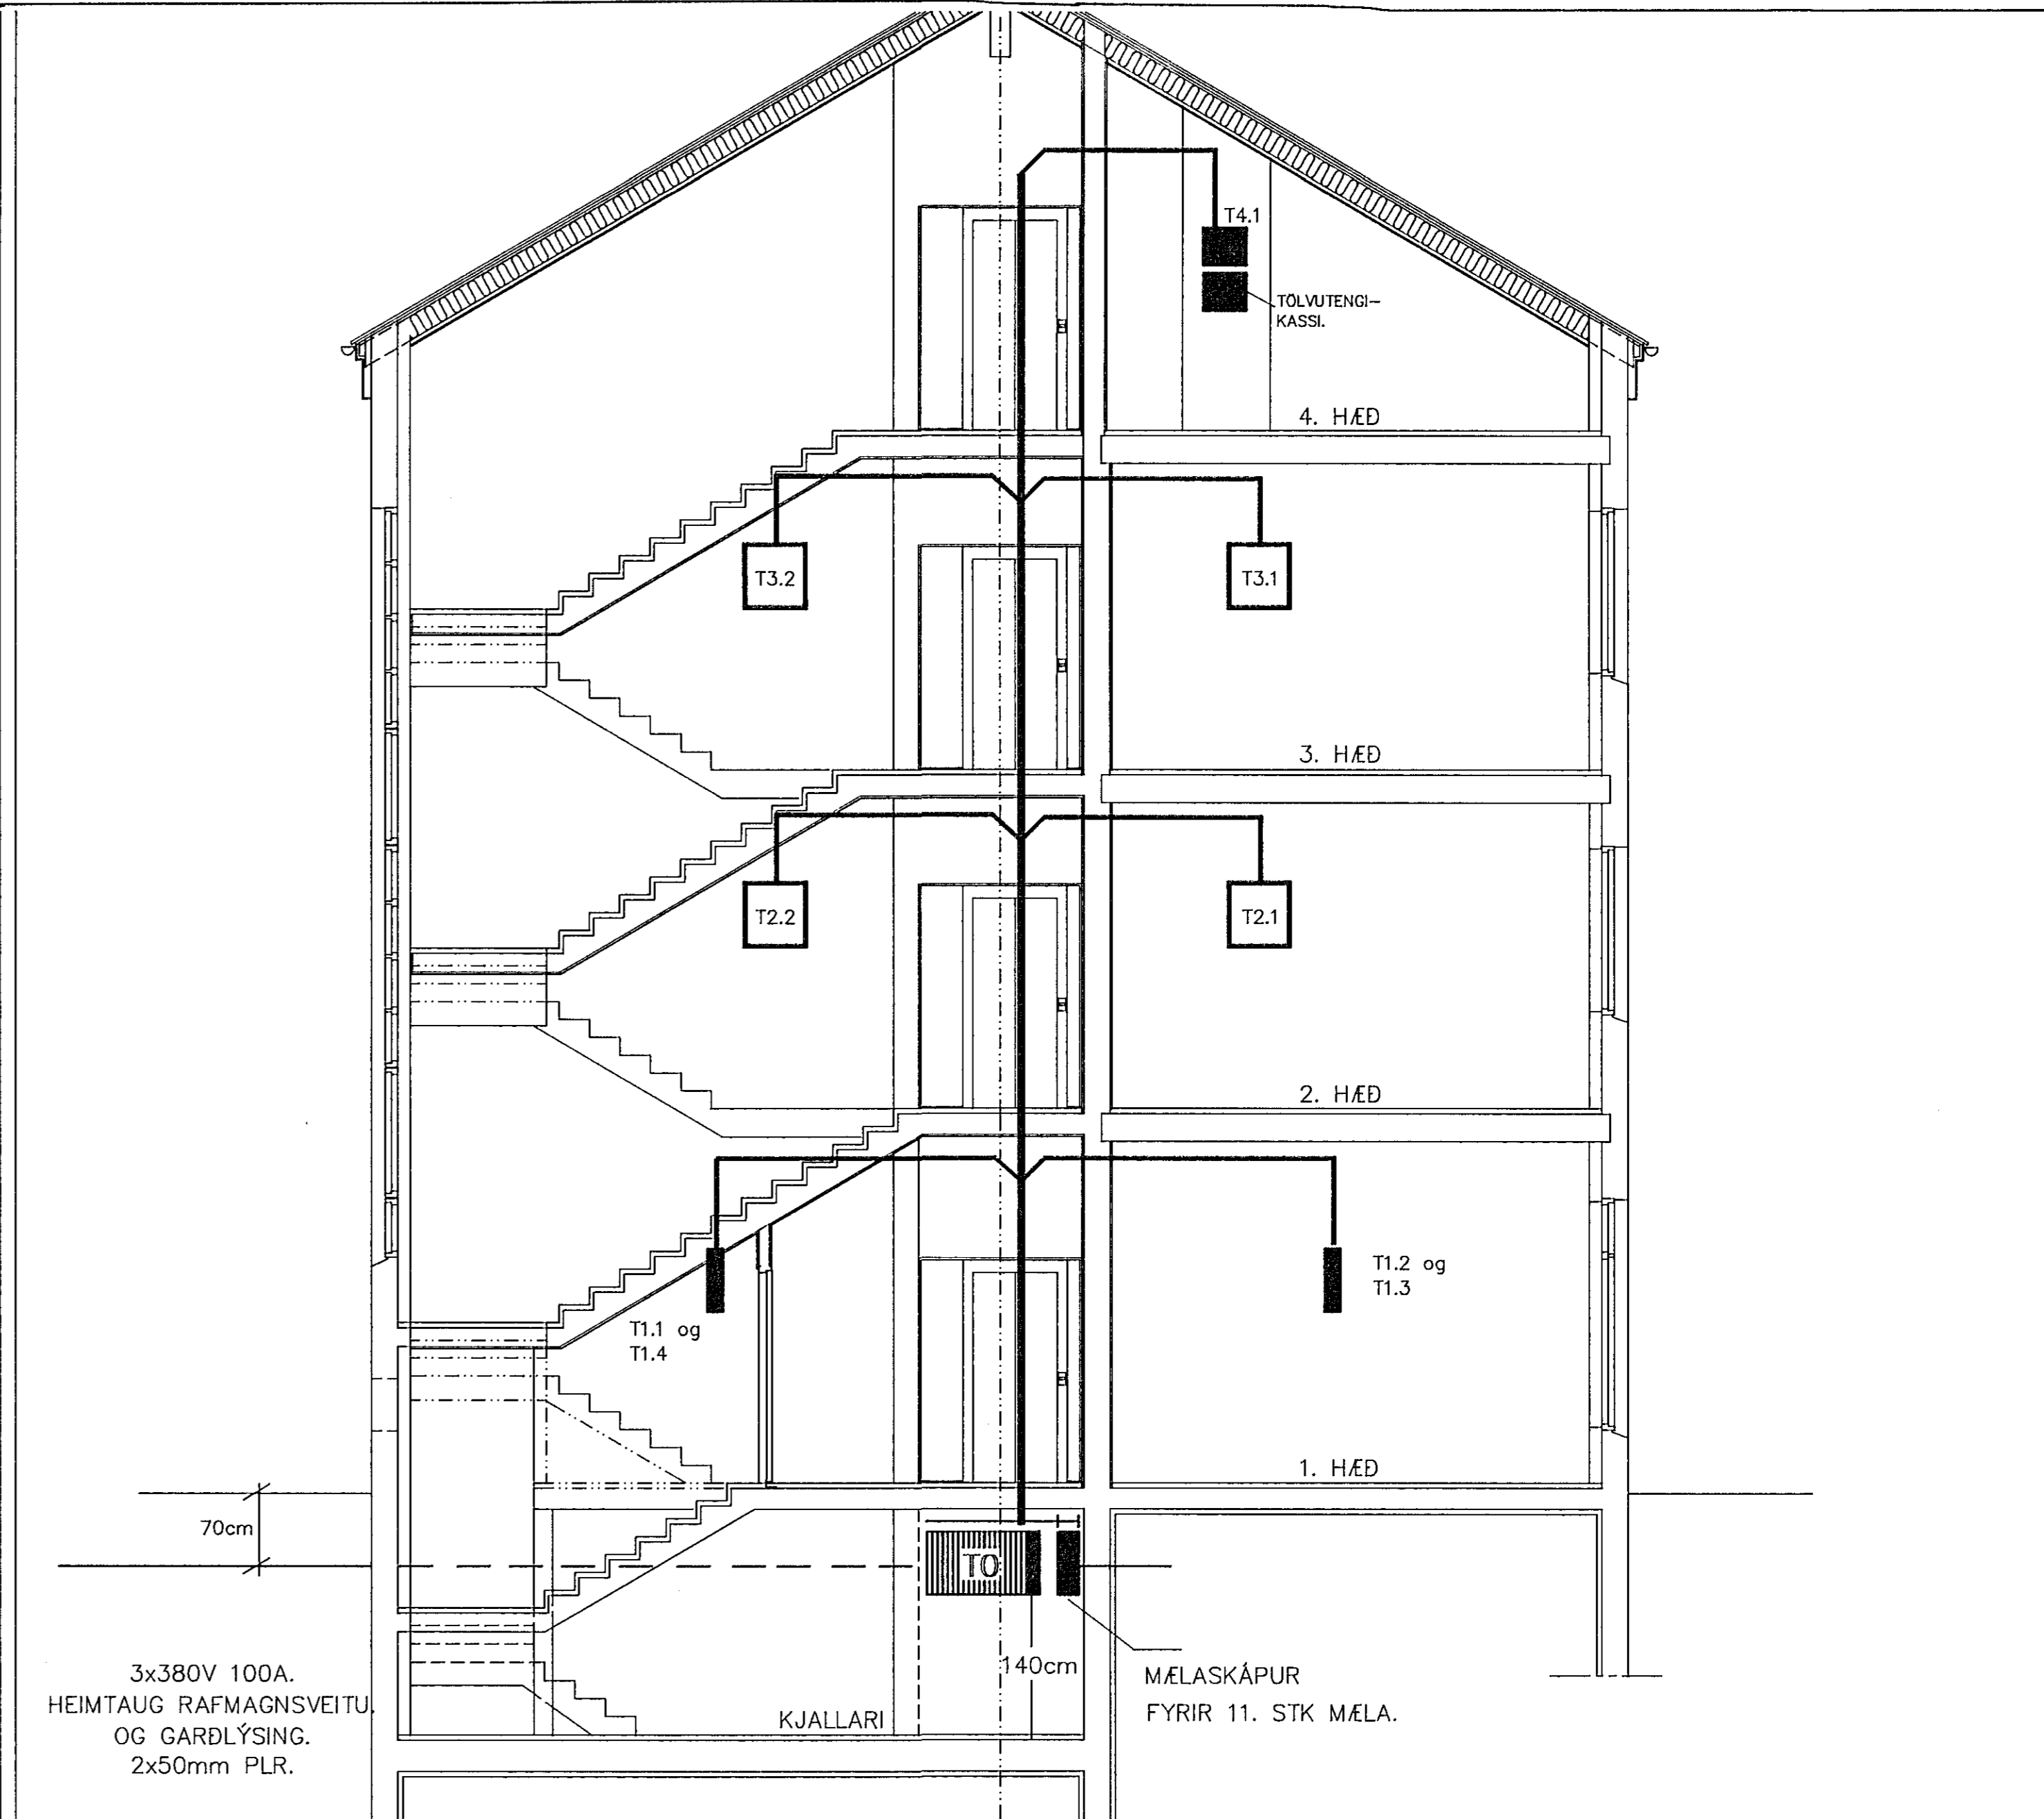 T4.1
TÖLVUTENGI-
KASSI.
4. HÆÐ
T3.2
T3.1
3. HÆÐ
T2.2
T2.1
2. HÆÐ
T1.2 og
T1.3
T1.1 og
T1.4
1. HÆÐ
70cm
TO
140cm
MÆLASKÁPUR
FYRIR 11. STK MÆLA.
KJALLARI
3x380V 100A.
HEIMTAUG RAFMAGNSVEITU.
OG GARÐLÝSING.
2x50mm PLR.